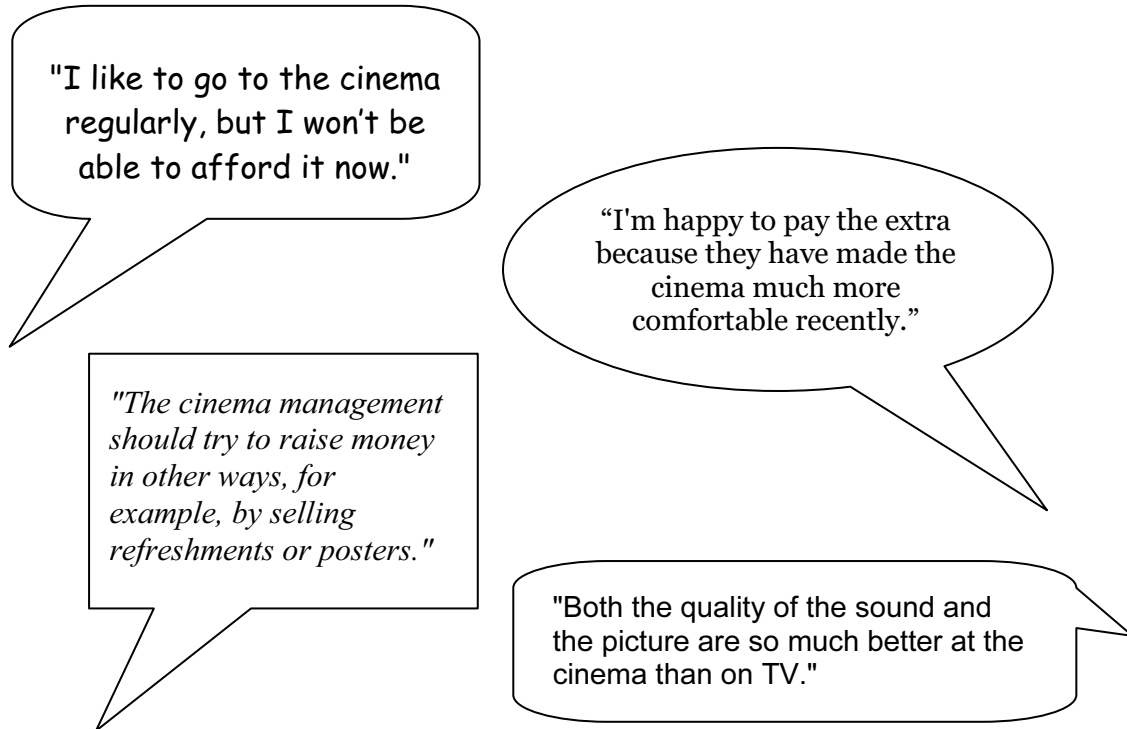 "I like to go to the cinema
regularly, but I won't be
able to afford it now."
“I'm happy to pay the extra
because they have made the
cinema much more
comfortable recently.”
"The cinema management
should try to raise money
in other ways, for
example, by selling
refreshments or posters."
"Both the quality of the sound and
the picture are so much better at the
cinema than on TV."